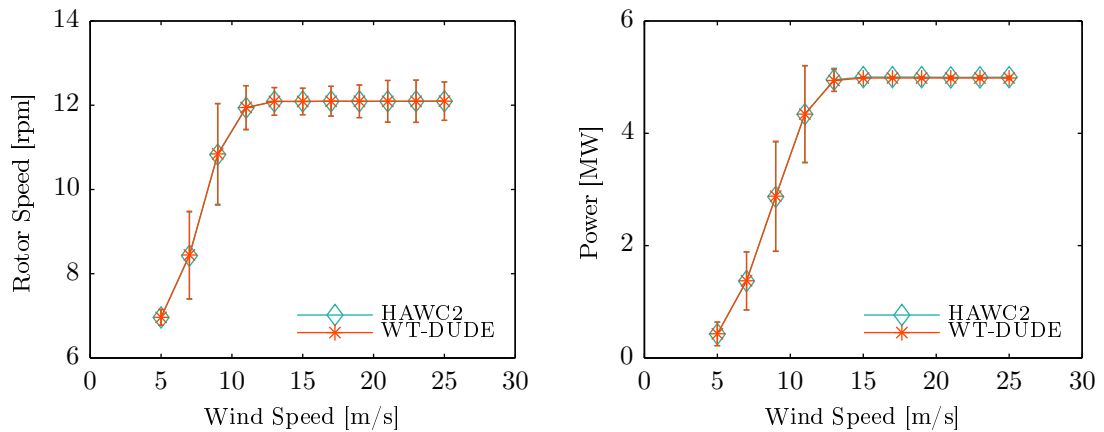 14
12
10
8
6
Rotor Speed [rpm]
HAWC2
WT-DUDE
0 5 10 15 20 25 30
Wind Speed [m/s]
6
4
2
0
Power [MW]
HAWC2
WT-DUDE
0 5 10 15 20 25 30
Wind Speed [m/s]